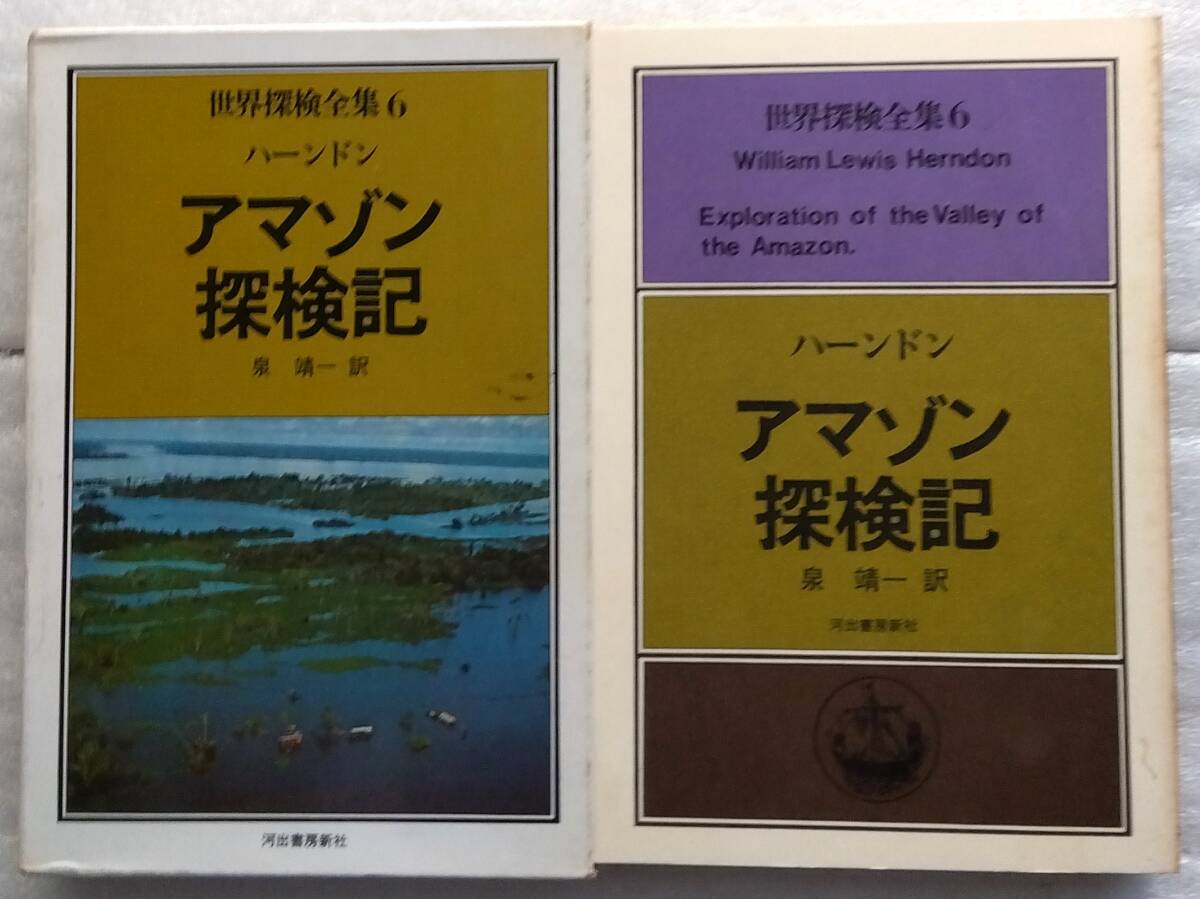 世界探検全集6
ハーンドン
アマゾン
探検記
泉 靖一 訳
河出書房新社
世界探検全集6
William Lewis Herndon
Exploration of the Valley of
the Amazon.
ハーンドン
アマゾン
探検記
泉 靖一 訳
河出書房新社